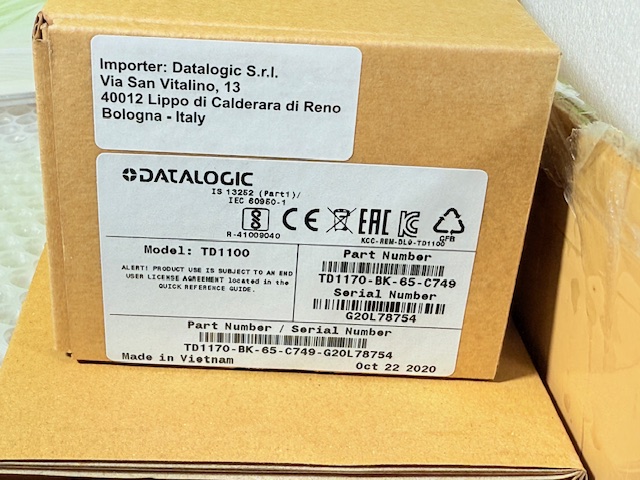 Importer: Datalogic S.r.l.
Via San Vitalino, 13
40012 Lippo di Calderara di Reno
Bologna - Italy
DATALOGIC
IS 13252 (Part1)/
IEC 60950-1
R-41009040
CE
EAC
KCC-REM-DL9-TD1100
GFB
Model: TD1100
ALERT! PRODUCT USE IS SUBJECT TO AN END
USER LICENSE AGREEMENT located in the
QUICK REFERENCE GUIDE.
Part Number
TD1170-BK-65-C749
Serial Number
G20L78754
Part Number / Serial Number
TD1170-BK-65-C749-G20L78754
Made in Vietnam
Oct 22 2020